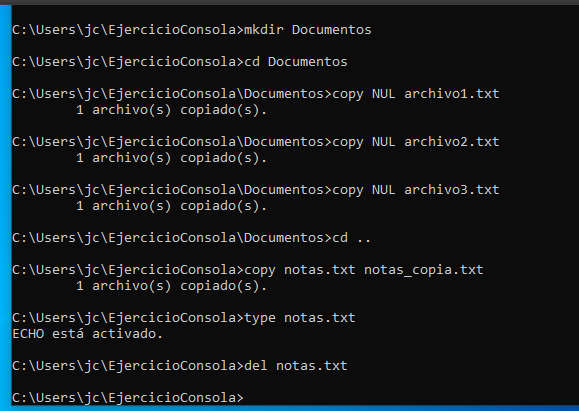 C:\Users\jc\EjercicioConsola>mkdir Documentos
C:\Users\jc\EjercicioConsola>cd Documentos
C:\Users\jc\EjercicioConsola\Documentos>copy NUL archivo1.txt
        1 archivo(s) copiado(s).
C:\Users\jc\EjercicioConsola\Documentos>copy NUL archivo2.txt
        1 archivo(s) copiado(s).
C:\Users\jc\EjercicioConsola\Documentos>copy NUL archivo3.txt
        1 archivo(s) copiado(s).
C:\Users\jc\EjercicioConsola\Documentos>cd ..
C:\Users\jc\EjercicioConsola>copy notas.txt notas_copia.txt
        1 archivo(s) copiado(s).
C:\Users\jc\EjercicioConsola>type notas.txt
ECHO está activado.
C:\Users\jc\EjercicioConsola>del notas.txt
C:\Users\jc\EjercicioConsola>